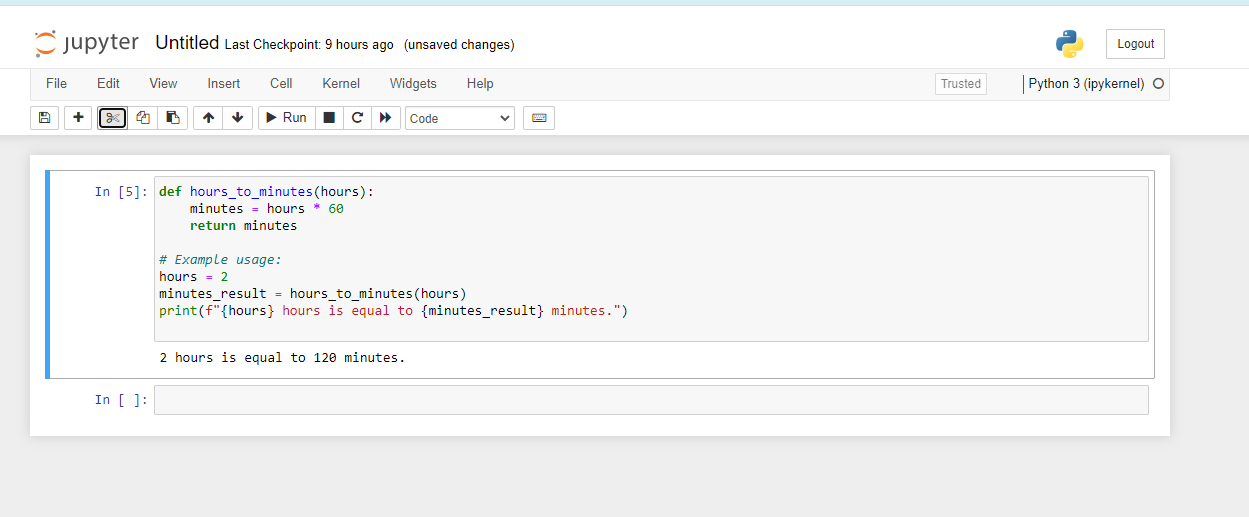 jupyter Untitled Last Checkpoint: 9 hours ago (unsaved changes) Logout
File Edit View Insert Cell Kernel Widgets Help Trusted Python 3 (ipykernel)
Run Code
In [5]: def hours_to_minutes(hours):
    minutes = hours * 60
    return minutes
# Example usage:
hours = 2
minutes_result = hours_to_minutes(hours)
print(f"{hours} hours is equal to {minutes_result} minutes.")
2 hours is equal to 120 minutes.
In [ ]: